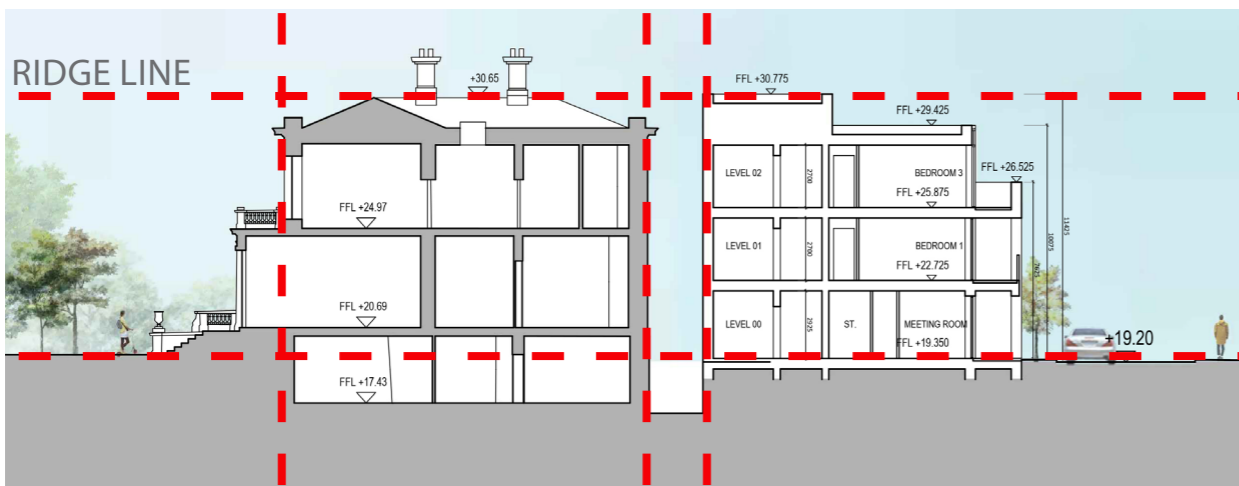 RIDGE LINE
+30.65
FFL +30.775
FFL +29.425
FFL +26.525
LEVEL 02
2700
BEDROOM 3
FFL +25.875
FFL +24.97
LEVEL 01
2700
BEDROOM 1
FFL +22.725
11425
10075
FFL +20.69
LEVEL 00
2925
ST.
MEETING ROOM
FFL +19.350
+19.20
FFL +17.43